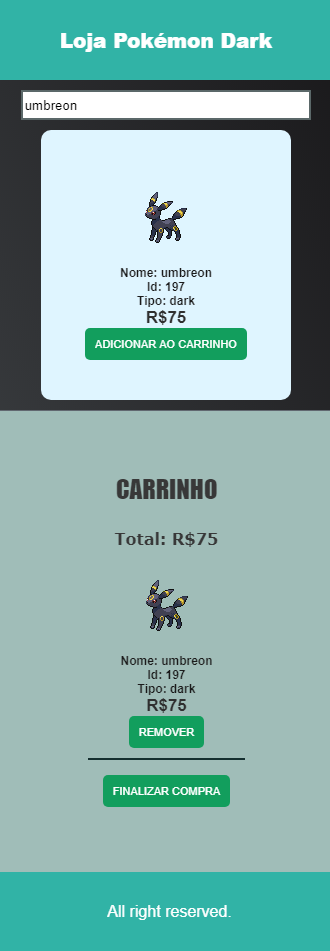 Loja Pokémon Dark
umbreon
Nome: umbreon
Id: 197
Tipo: dark
R$75
ADICIONAR AO CARRINHO
CARRINHO
Total: R$75
Nome: umbreon
Id: 197
Tipo: dark
R$75
REMOVER
FINALIZAR COMPRA
All right reserved.